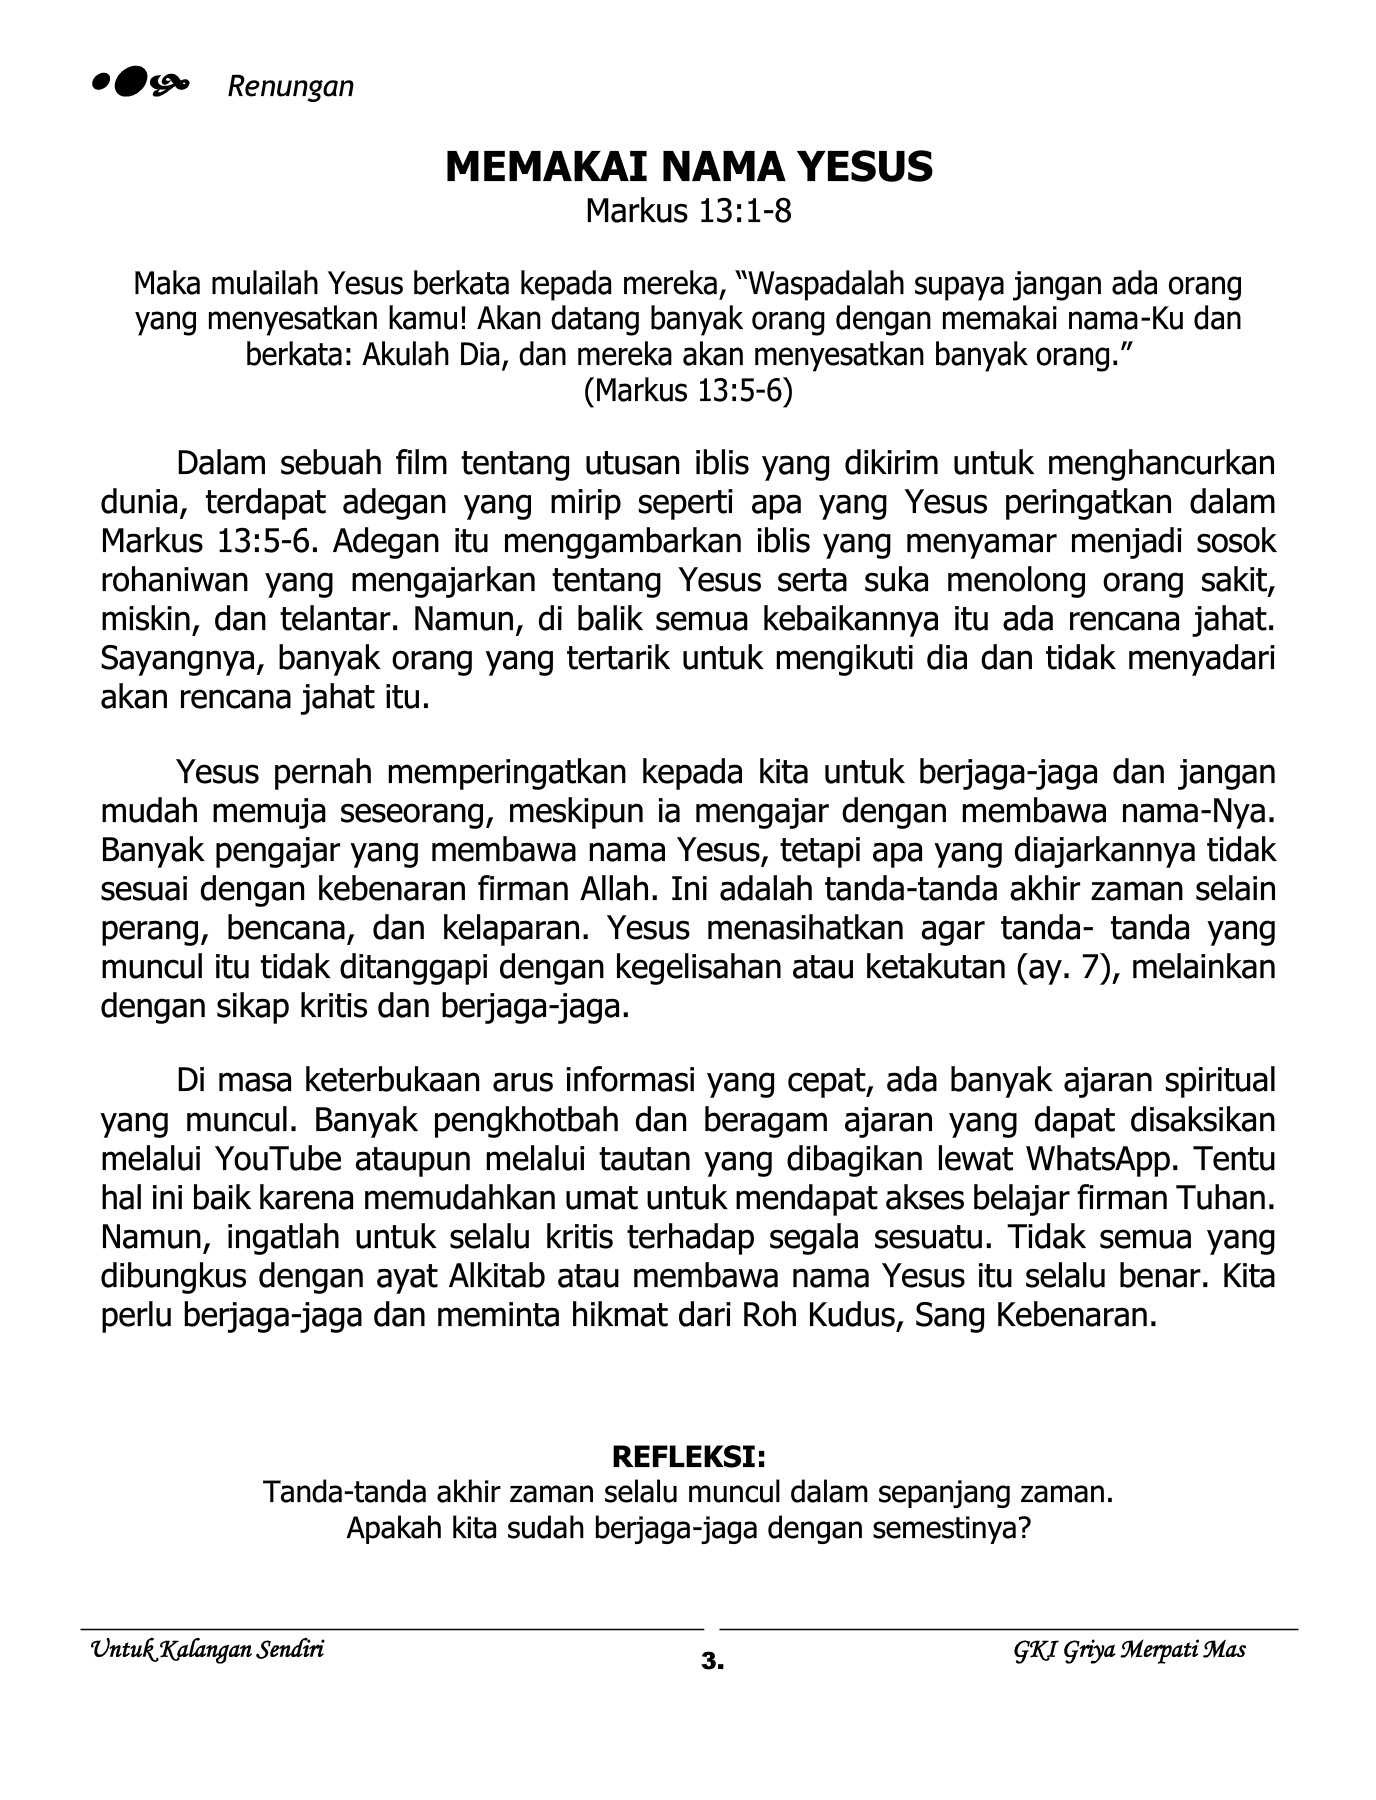 Renungan
MEMAKAI NAMA YESUS
Markus 13:1-8
Maka mulailah Yesus berkata kepada mereka, “Waspadalah supaya jangan ada orang
yang menyesatkan kamu! Akan datang banyak orang dengan memakai nama-Ku dan
berkata: Akulah Dia, dan mereka akan menyesatkan banyak orang.”
(Markus 13:5-6)
Dalam sebuah film tentang utusan iblis yang dikirim untuk menghancurkan
dunia, terdapat adegan yang mirip seperti apa yang Yesus peringatkan dalam
Markus 13:5-6. Adegan itu menggambarkan iblis yang menyamar menjadi sosok
rohaniwan yang mengajarkan tentang Yesus serta suka menolong orang sakit,
miskin, dan telantar. Namun, di balik semua kebaikannya itu ada rencana jahat.
Sayangnya, banyak orang yang tertarik untuk mengikuti dia dan tidak menyadari
akan rencana jahat itu.
Yesus pernah memperingatkan kepada kita untuk berjaga-jaga dan jangan
mudah memuja seseorang, meskipun ia mengajar dengan membawa nama-Nya.
Banyak pengajar yang membawa nama Yesus, tetapi apa yang diajarkannya tidak
sesuai dengan kebenaran firman Allah. Ini adalah tanda-tanda akhir zaman selain
perang, bencana, dan kelaparan. Yesus menasihatkan agar tanda- tanda yang
muncul itu tidak ditanggapi dengan kegelisahan atau ketakutan (ay. 7), melainkan
dengan sikap kritis dan berjaga-jaga.
Di masa keterbukaan arus informasi yang cepat, ada banyak ajaran spiritual
yang muncul. Banyak pengkhotbah dan beragam ajaran yang dapat disaksikan
melalui YouTube ataupun melalui tautan yang dibagikan lewat WhatsApp. Tentu
hal ini baik karena memudahkan umat untuk mendapat akses belajar firman Tuhan.
Namun, ingatlah untuk selalu kritis terhadap segala sesuatu. Tidak semua yang
dibungkus dengan ayat Alkitab atau membawa nama Yesus itu selalu benar. Kita
perlu berjaga-jaga dan meminta hikmat dari Roh Kudus, Sang Kebenaran.
REFLEKSI:
Tanda-tanda akhir zaman selalu muncul dalam sepanjang zaman.
Apakah kita sudah berjaga-jaga dengan semestinya?
Untuk Kalangan Sendiri
3.
GKI Griya Merpati Mas